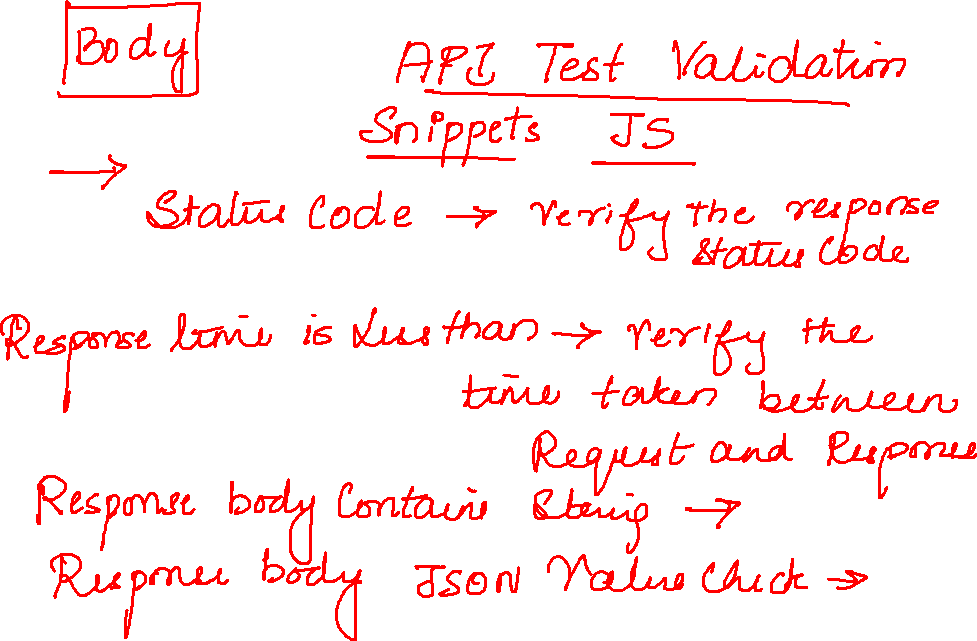 Body
API Test Validation
Snippets JS
→
Status Code → Verify the response
Status Code
Response time is Less than → Verify the
time taken between
Request and Response
Response body Contains String →
Response body JSON Value Check →